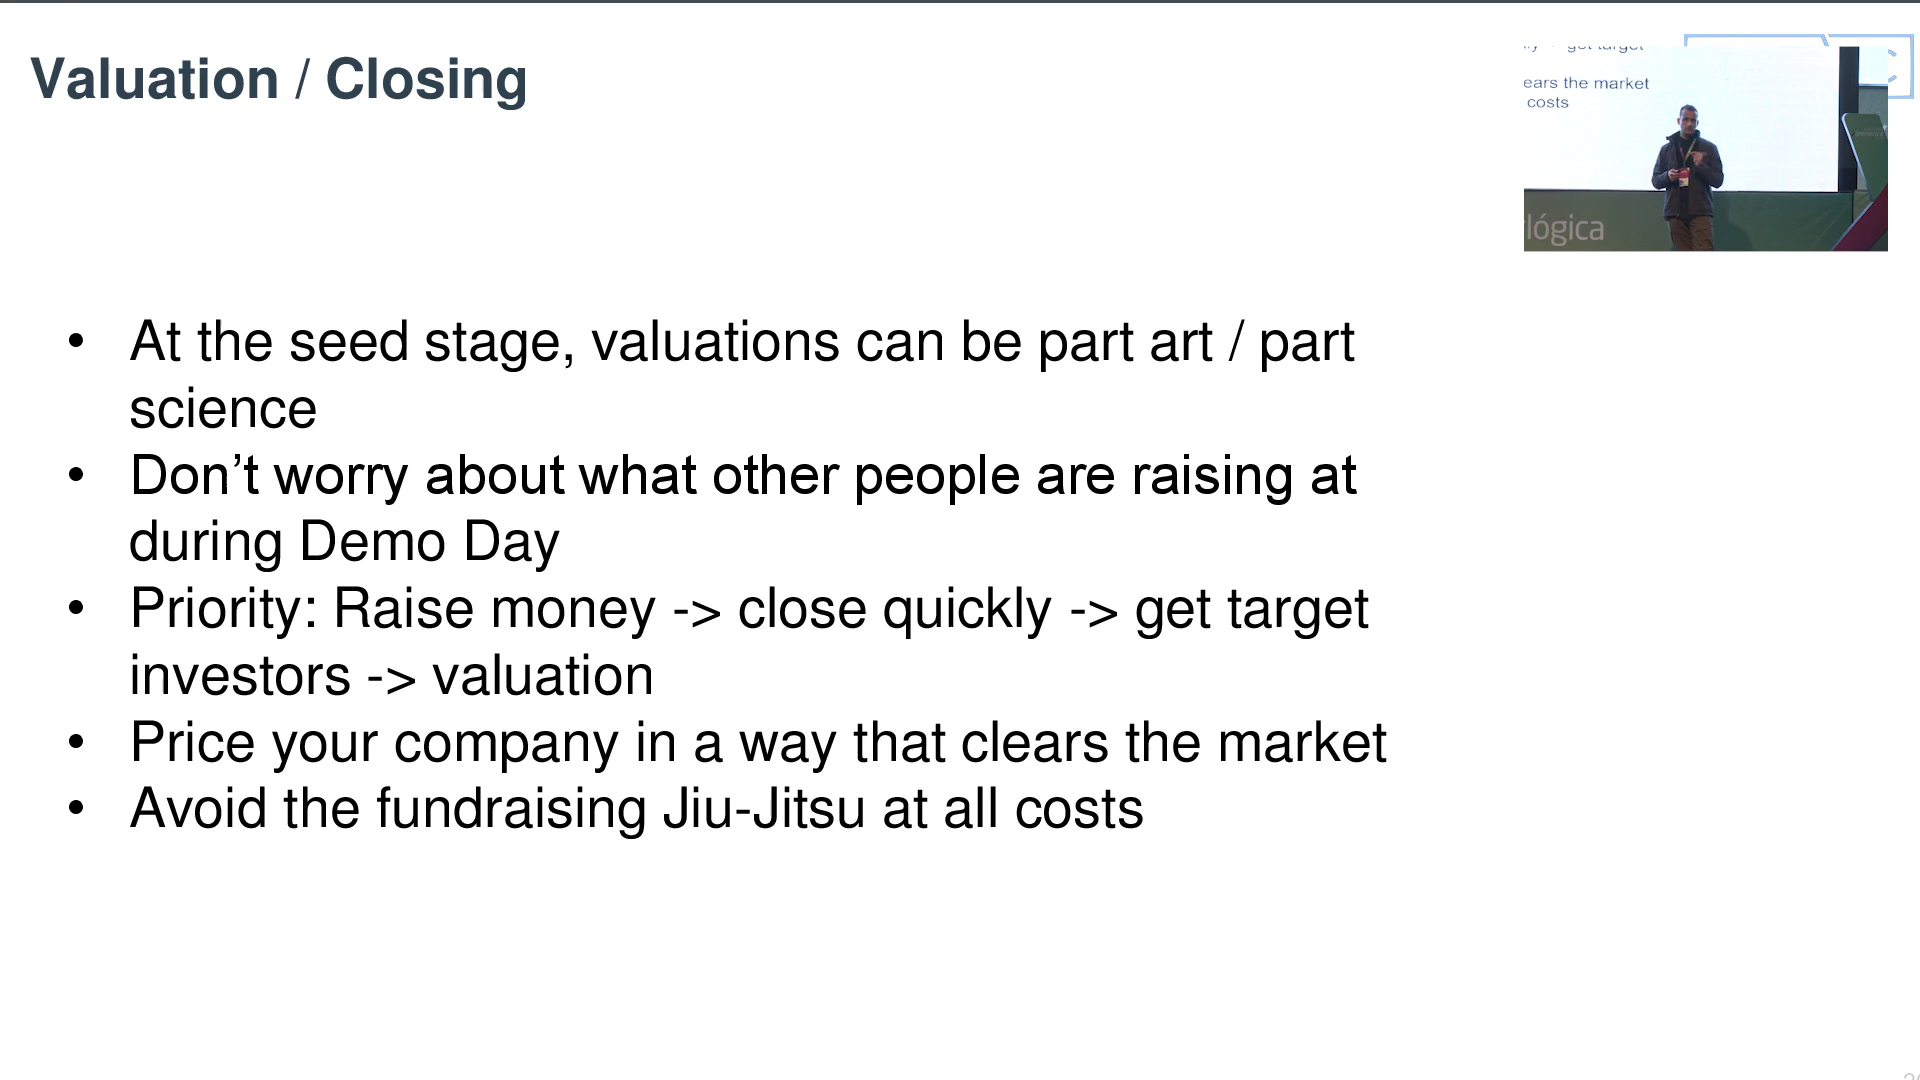 Valuation / Closing
ears the market
costs
lógica
• At the seed stage, valuations can be part art / part
science
• Don’t worry about what other people are raising at
during Demo Day
• Priority: Raise money -> close quickly -> get target
investors -> valuation
• Price your company in a way that clears the market
• Avoid the fundraising Jiu-Jitsu at all costs